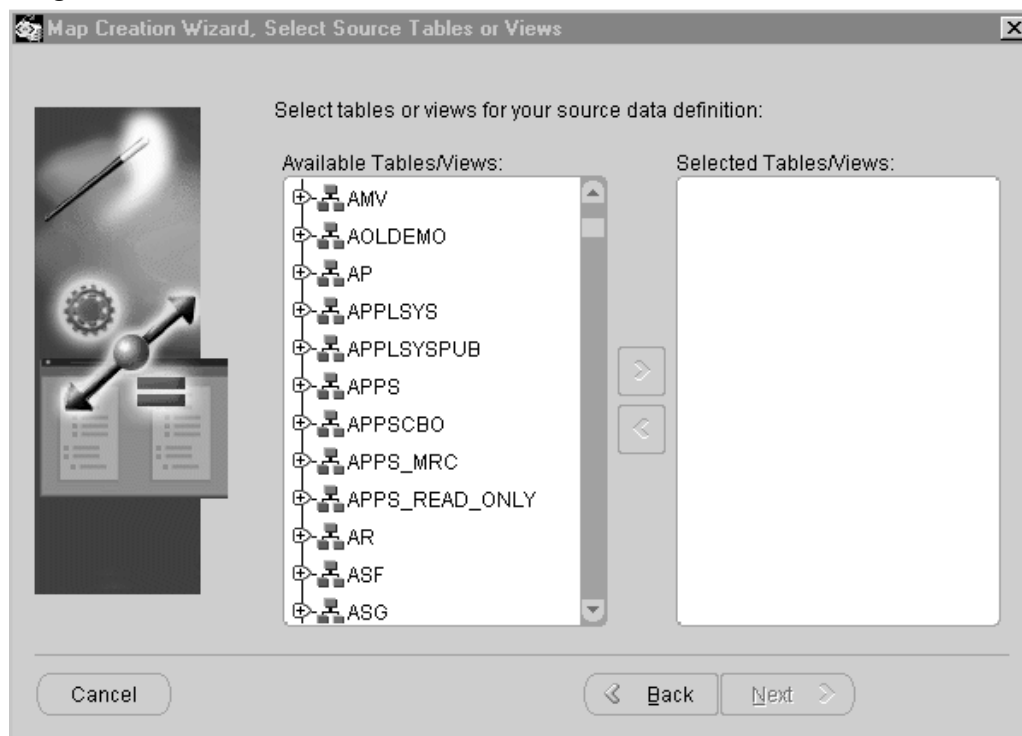 Map Creation Wizard, Select Source Tables or Views
Select tables or views for your source data definition:
Available Tables/Views:
Selected Tables/Views:
AMV
AOLDEMO
AP
APPLSYS
APPLSYSPUB
APPS
APPSCBO
APPS_MRC
APPS_READ_ONLY
AR
ASF
ASG
Cancel
Back
Next